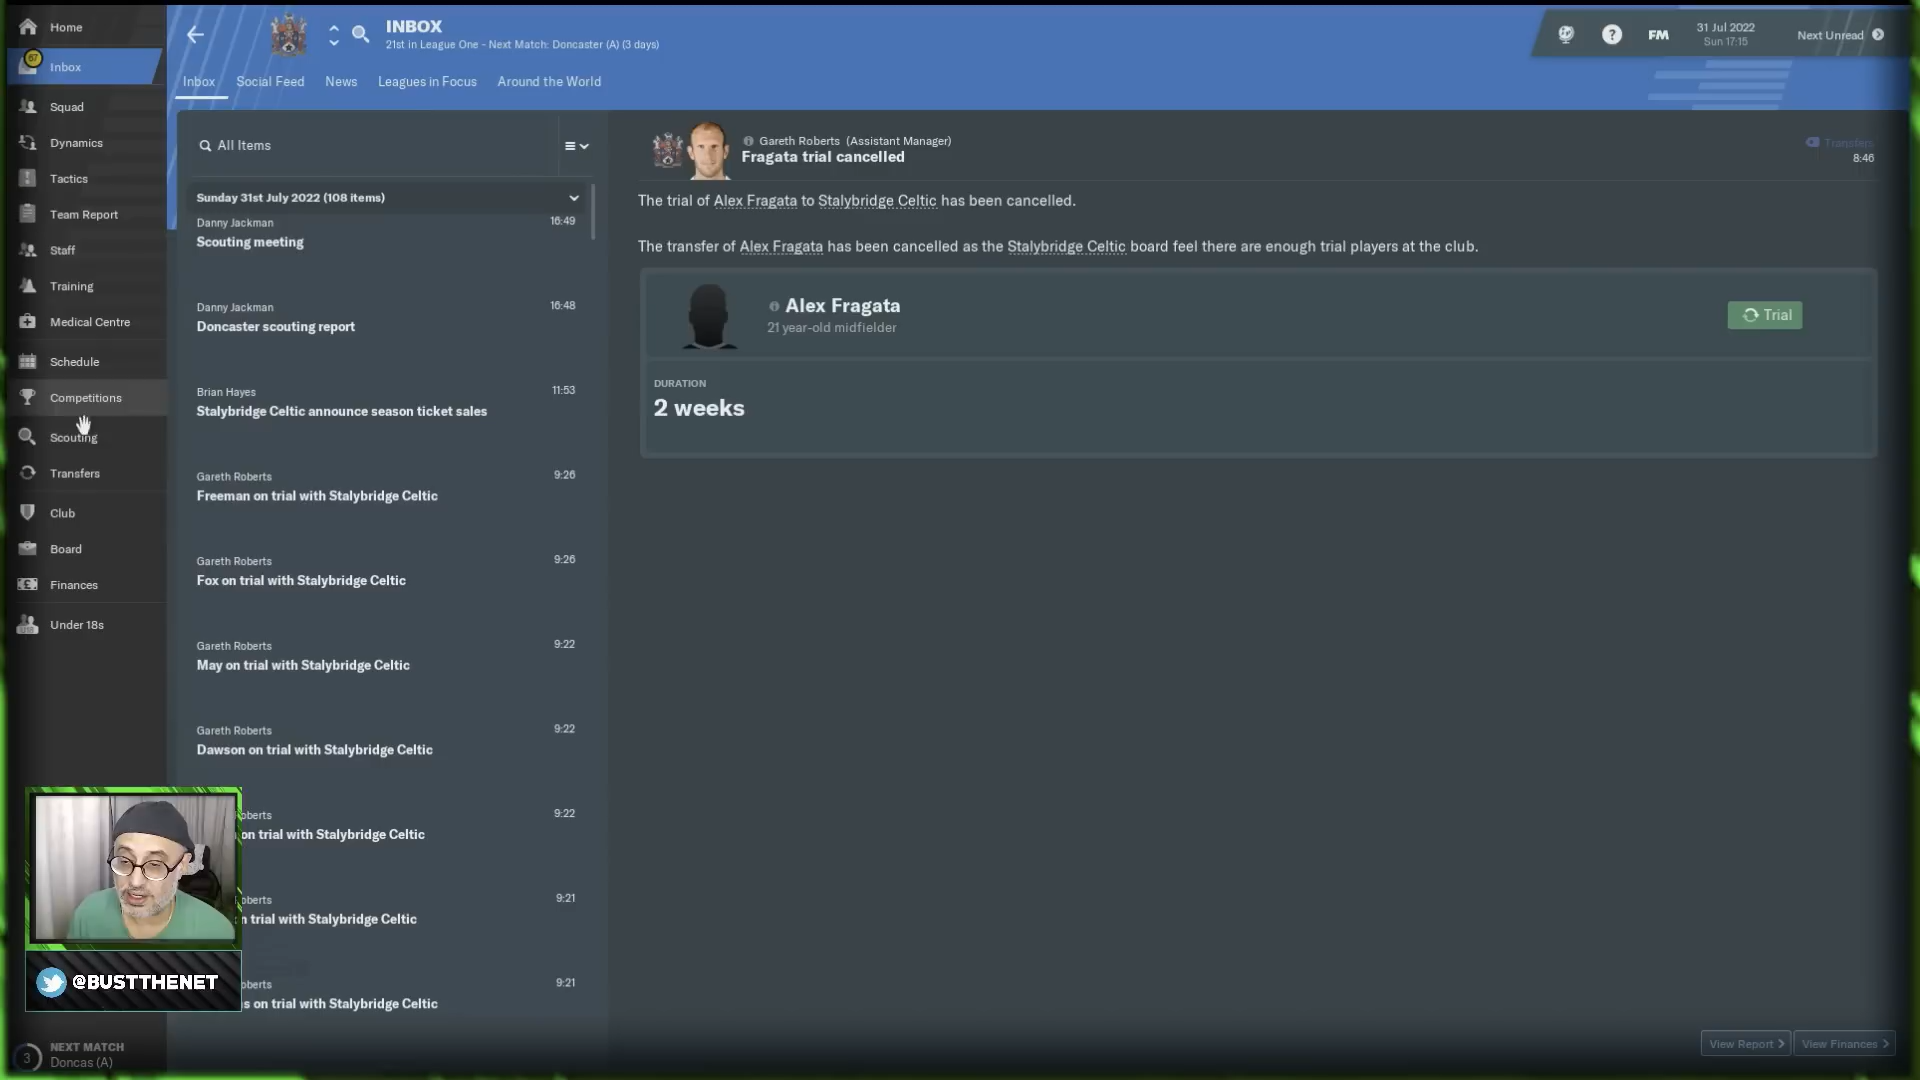 Home
67
Inbox
Squad
Dynamics
Tactics
Team Report
Staff
Training
Medical Centre
Schedule
Competitions
Scouting
Transfers
Club
Board
Finances
Under 18s
INBOX
21st in League One - Next Match: Doncaster (A) (3 days)
?
FM
31 Jul 2022
Sun 17:15
Next Unread
Inbox
Social Feed
News
Leagues in Focus
Around the World
All Items
Sunday 31st July 2022 (108 items)
Danny Jackman
16:49
Scouting meeting
Danny Jackman
16:48
Doncaster scouting report
Brian Hayes
11:53
Stalybridge Celtic announce season ticket sales
Gareth Roberts
9:26
Freeman on trial with Stalybridge Celtic
Gareth Roberts
9:26
Fox on trial with Stalybridge Celtic
Gareth Roberts
9:22
May on trial with Stalybridge Celtic
Gareth Roberts
9:22
Dawson on trial with Stalybridge Celtic
oberts
9:22
on trial with Stalybridge Celtic
oberts
9:21
n trial with Stalybridge Celtic
oberts
9:21
s on trial with Stalybridge Celtic
Gareth Roberts (Assistant Manager)
Fragata trial cancelled
Transfers
8:46
The trial of Alex Fragata to Stalybridge Celtic has been cancelled.
The transfer of Alex Fragata has been cancelled as the Stalybridge Celtic board feel there are enough trial players at the club.
Alex Fragata
21 year-old midfielder
Trial
DURATION
2 weeks
View Report
View Finances
@BUSTTHENET
3
NEXT MATCH
Doncas (A)